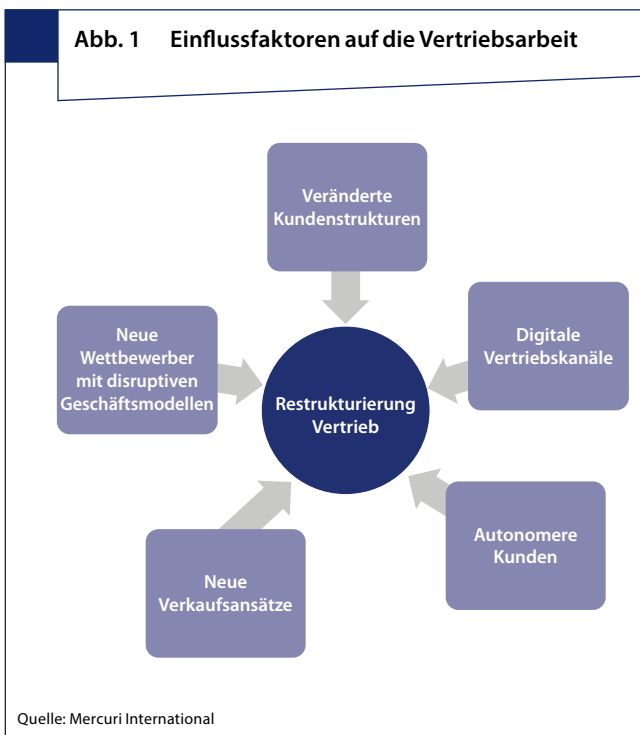 Abb. 1 Einflussfaktoren auf die Vertriebsarbeit
Veränderte
Kundenstrukturen
Neue
Wettbewerber
mit disruptiven
Geschäftsmodellen
Digitale
Vertriebskanäle
Restrukturierung
Vertrieb
Autonomere
Kunden
Neue
Verkaufsansätze
Quelle: Mercuri International